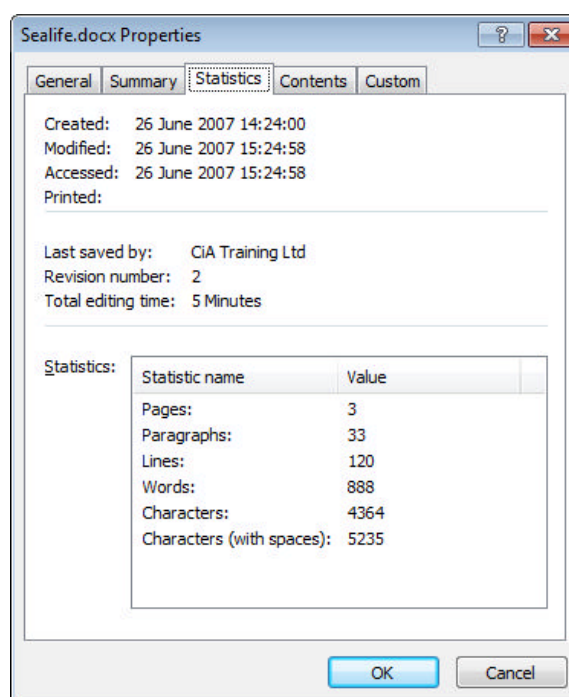 Sealife.docx Properties
General Summary Statistics Contents Custom
Created: 26 June 2007 14:24:00
Modified: 26 June 2007 15:24:58
Accessed: 26 June 2007 15:24:58
Printed:
Last saved by: CiA Training Ltd
Revision number: 2
Total editing time: 5 Minutes
Statistics:
Statistic name Value
Pages: 3
Paragraphs: 33
Lines: 120
Words: 888
Characters: 4364
Characters (with spaces): 5235
OK Cancel